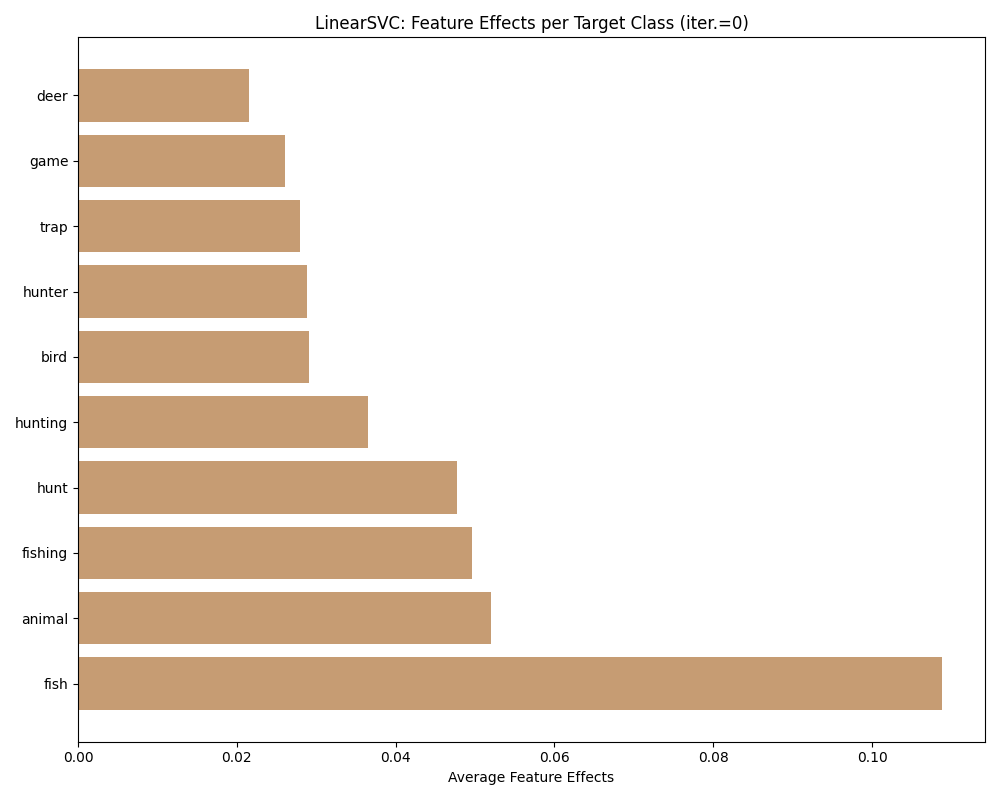 LinearSVC: Feature Effects per Target Class (iter.=0)
deer
game
trap
hunter
bird
hunting
hunt
fishing
animal
fish
0.00 0.02 0.04 0.06 0.08 0.10
Average Feature Effects